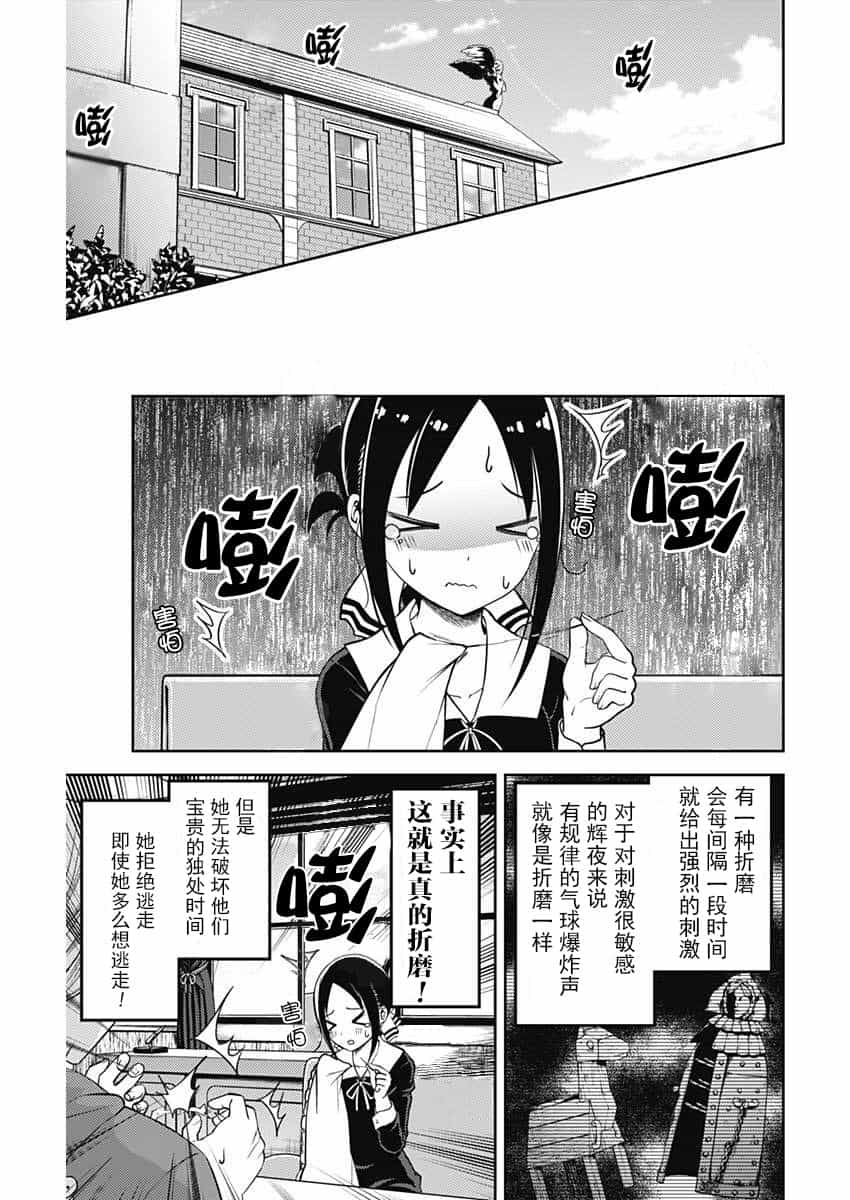 嘭
嘭
嘭
嘭
害怕
嘭
害怕
有一种折磨
会每间隔一段时间
就给出强烈的刺激
对于对刺激很敏感
的辉夜来说
有规律的气球爆炸声
就像是折磨一样
事实上
这就是真的折磨！
嘭
害怕
但是
她无法破坏他们
宝贵的独处时间
她拒绝逃走
即使她多么想逃走！